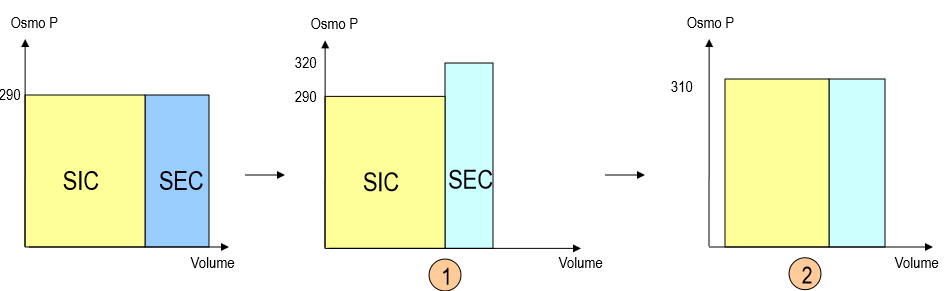 Osmo P
290
SIC
SEC
Volume
Osmo P
320
290
SIC
SEC
Volume
1
Osmo P
310
Volume
2